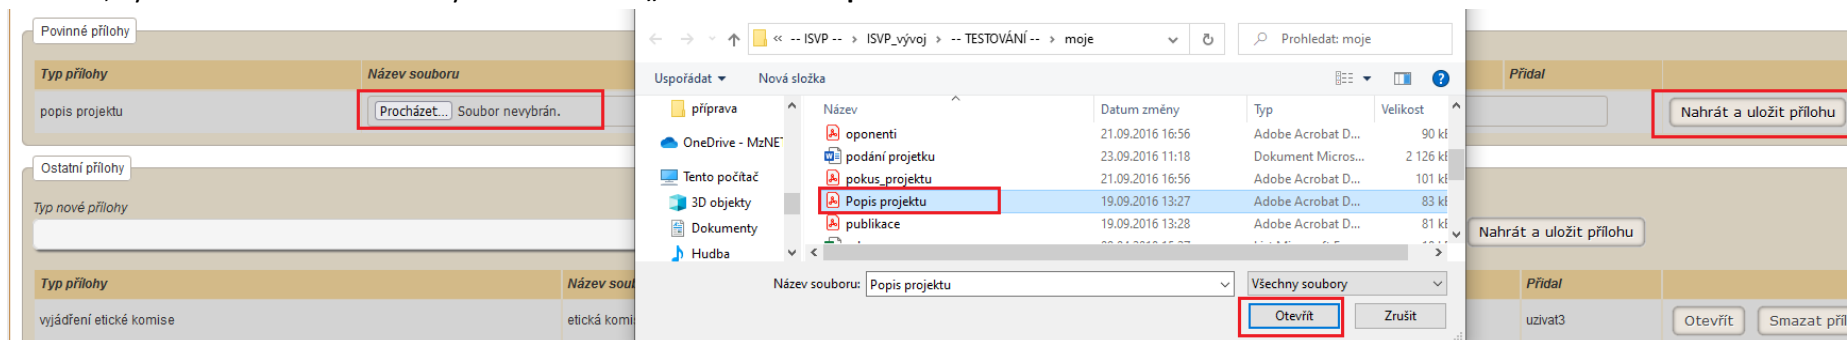 Povinné přílohy
Typ přílohy Název souboru Přidal
popis projektu Procházet... Soubor nevybrán. Nahrát a uložit přílohu
Ostatní přílohy
Typ nové přílohy
Nahrát a uložit přílohu
Typ přílohy Název soub Přidal
vyjádření etické komise etická komi uzivat3 Otevřít Smazat příl
« -- ISVP -- › ISVP_vývoj › -- TESTOVÁNÍ -- › moje Prohledat: moje
Uspořádat Nová složka
příprava
OneDrive - MzNET
Tento počítač
3D objekty
Dokumenty
Hudba
Název Datum změny Typ Velikost
oponenti 21.09.2016 16:56 Adobe Acrobat D... 90 kB
podání projetku 23.09.2016 11:18 Dokument Micros... 2 126 kB
pokus_projektu 21.09.2016 16:56 Adobe Acrobat D... 101 kB
Popis projektu 19.09.2016 13:27 Adobe Acrobat D... 83 kB
publikace 19.09.2016 13:28 Adobe Acrobat D... 81 kB
Název souboru: Popis projektu Všechny soubory
Otevřít Zrušit